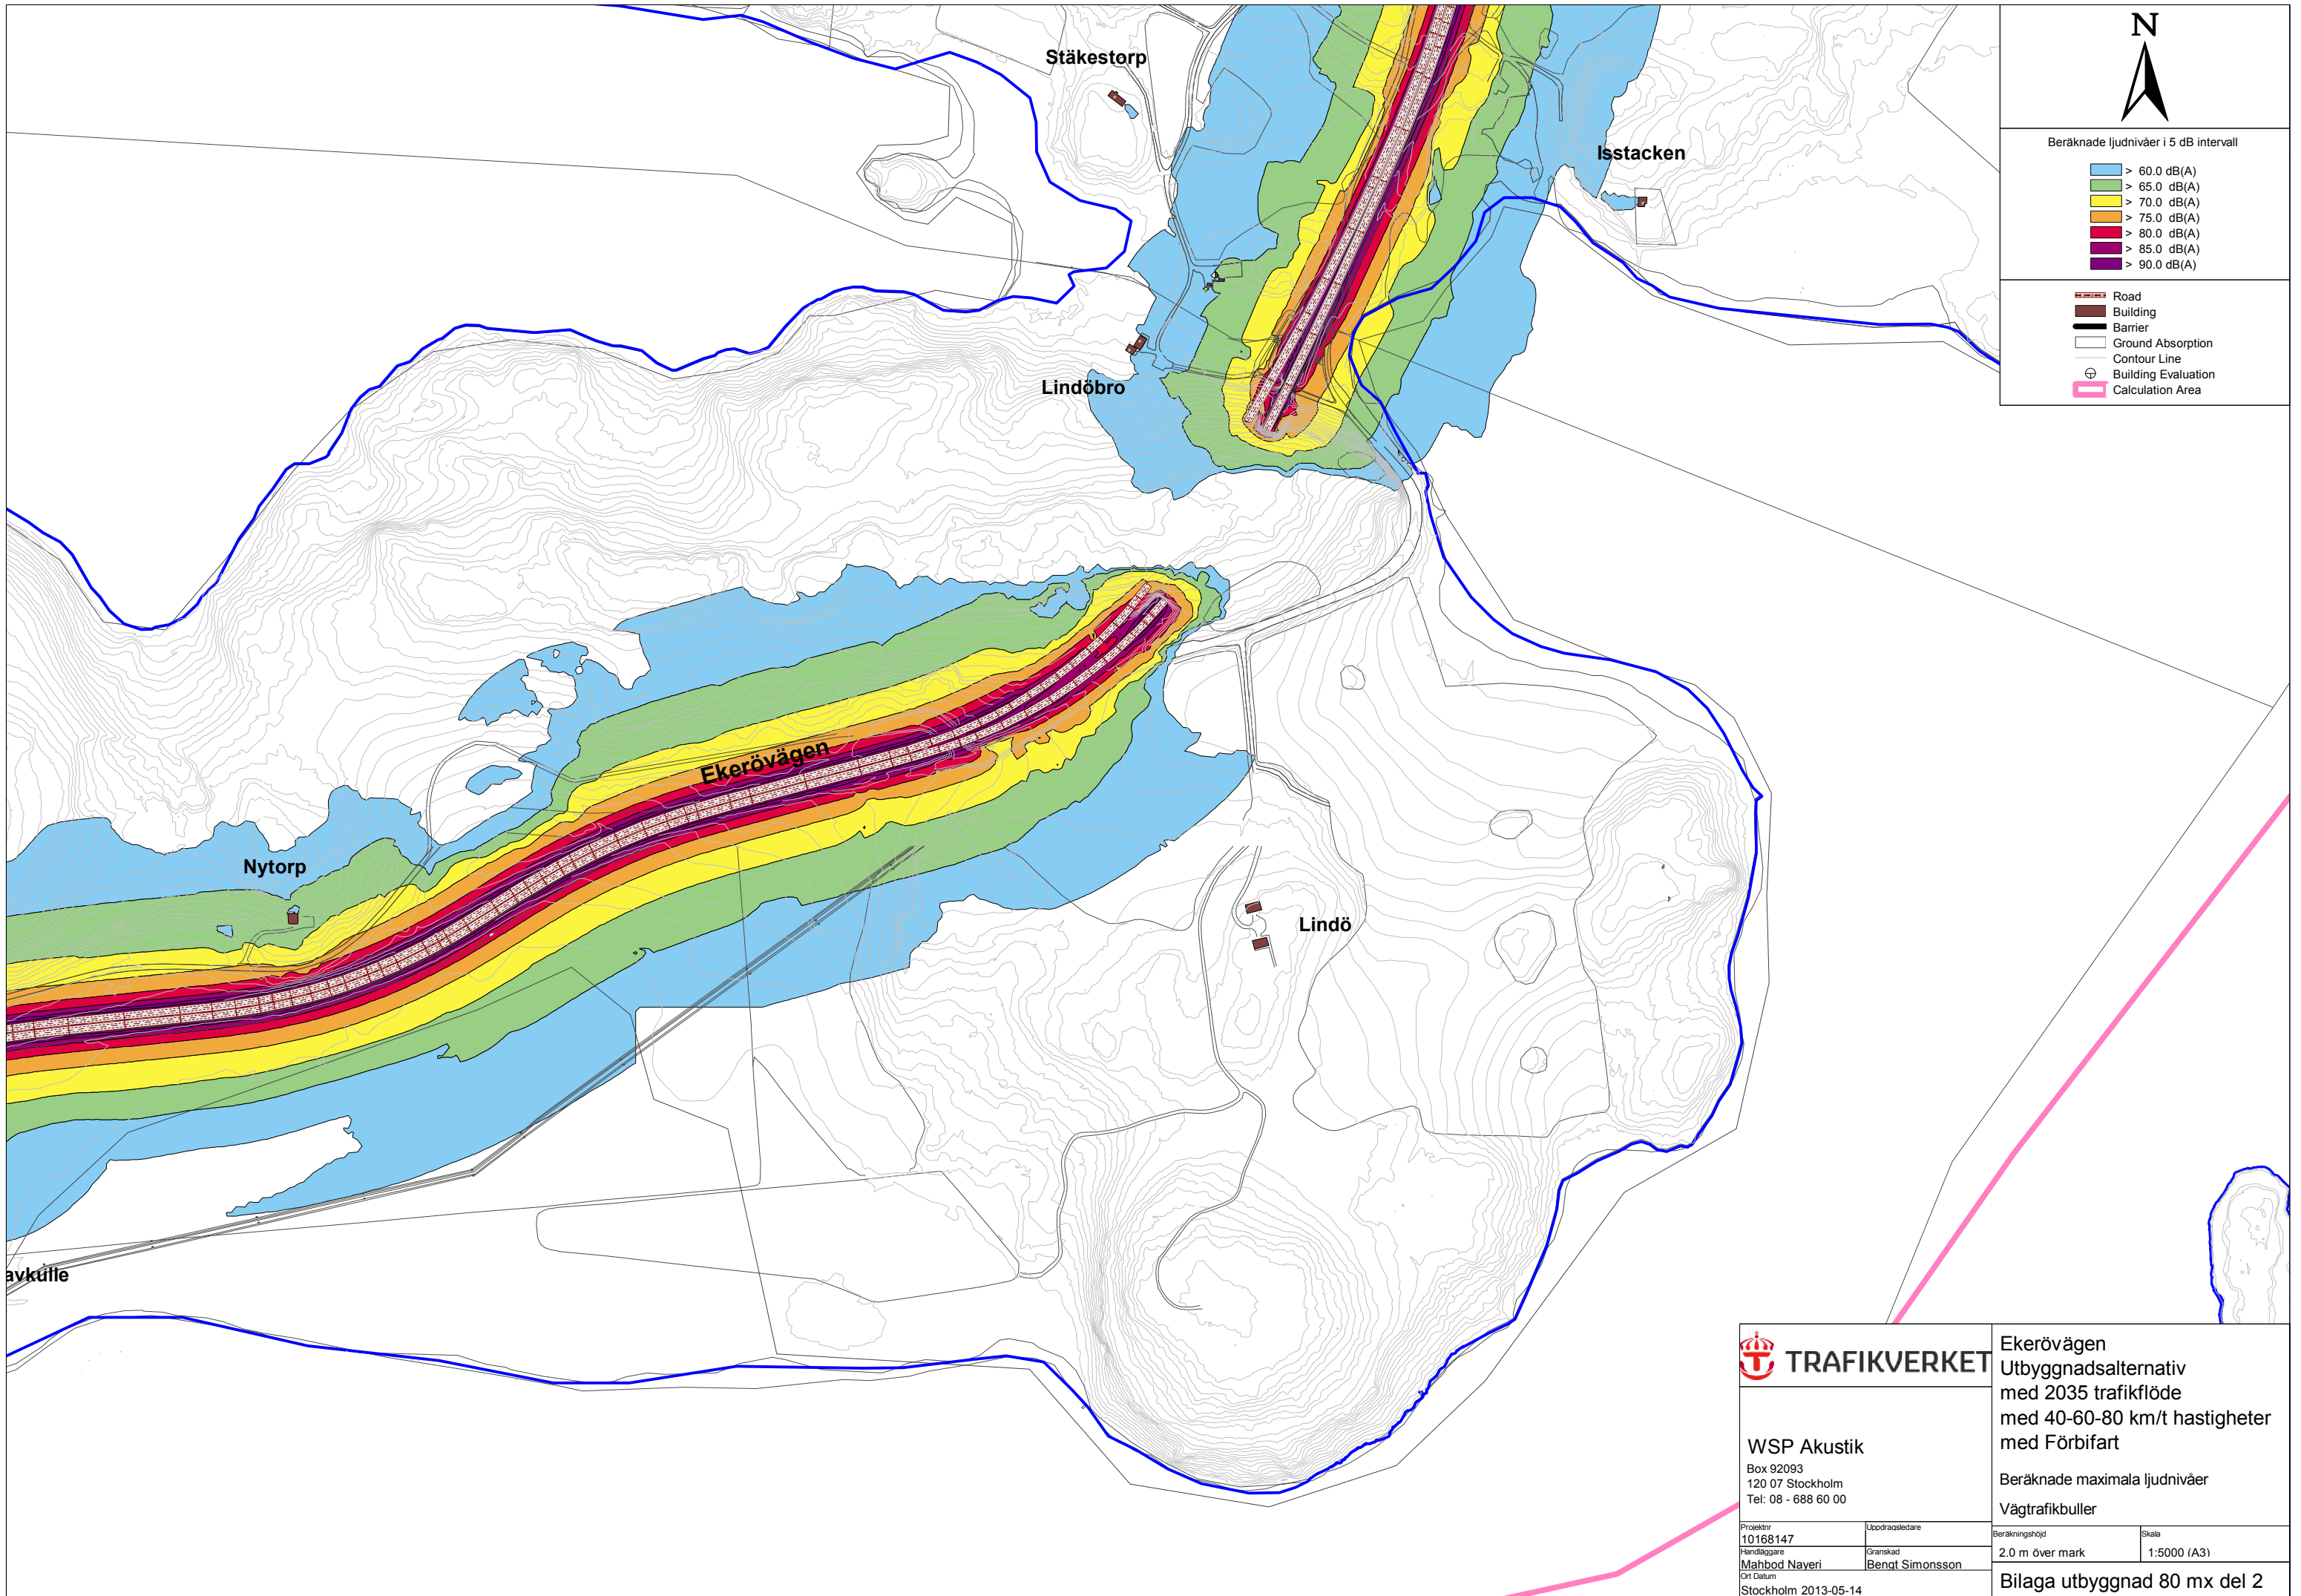 Stäkestorp
Isstacken
Lindöbro
Ekerövägen
Nytorp
Lindö
avkulle
N
Beräknade ljudnivåer i 5 dB intervall
> 60.0 dB(A)
> 65.0 dB(A)
> 70.0 dB(A)
> 75.0 dB(A)
> 80.0 dB(A)
> 85.0 dB(A)
> 90.0 dB(A)
Road
Building
Barrier
Ground Absorption
Contour Line
Building Evaluation
Calculation Area
TRAFIKVERKET
WSP Akustik
Box 92093
120 07 Stockholm
Tel: 08 - 688 60 00
Projektnr
10168147
Uppdragsledare
Handläggare
Mahbod Nayeri
Granskad
Bengt Simonsson
Ort Datum
Stockholm 2013-05-14
Ekerövägen
Utbyggnadsalternativ
med 2035 trafikflöde
med 40-60-80 km/t hastigheter
med Förbifart
Beräknade maximala ljudnivåer
Vägtrafikbuller
Beräkningshöjd
2.0 m över mark
Skala
1:5000 (A3)
Bilaga utbyggnad 80 mx del 2